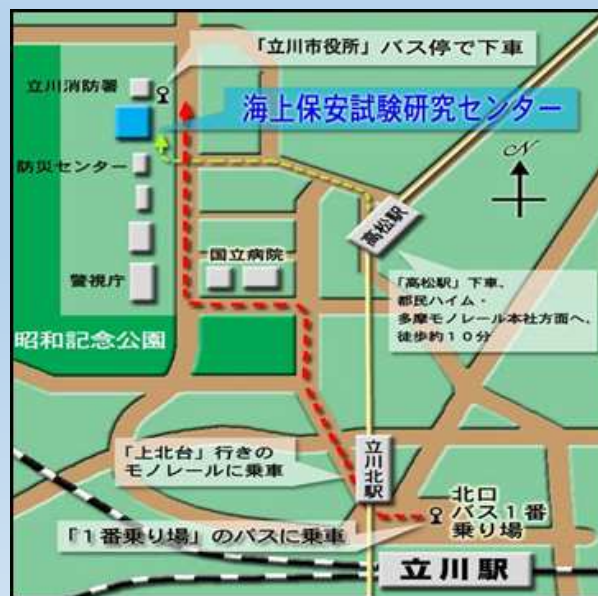 「立川市役所」バス停で下車
立川消防署
海上保安試験研究センター
防災センター
N
高松駅
国立病院
警視庁
「高松駅」下車、
都民ハイム・
多摩モノレール本社方面へ、
徒歩約10分
昭和記念公園
「上北台」行きの
モノレールに乗車
立川北駅
北口
バス1番
乗り場
「1番乗り場」のバスに乗車
立川駅